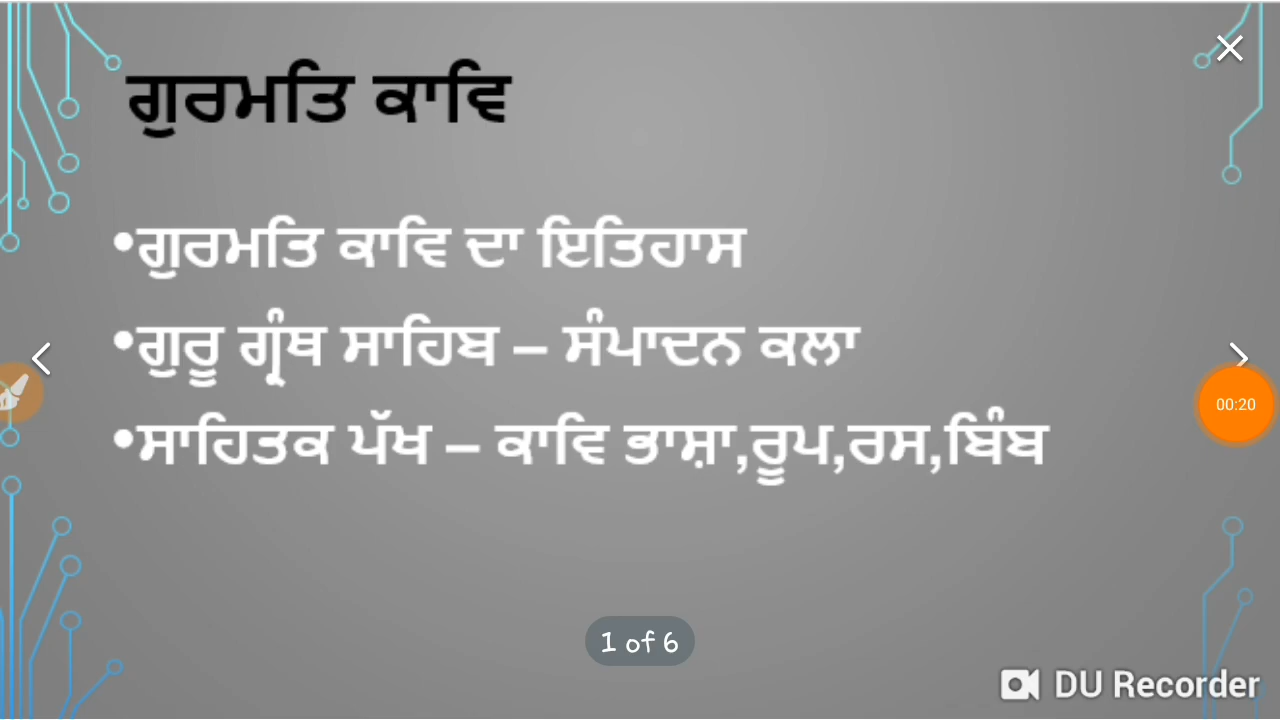 ਗੁਰਮਤਿ ਕਾਵਿ
•ਗੁਰਮਤਿ ਕਾਵਿ ਦਾ ਇਤਿਹਾਸ
•ਗੁਰੂ ਗ੍ਰੰਥ ਸਾਹਿਬ – ਸੰਪਾਦਨ ਕਲਾ
00:20
•ਸਾਹਿਤਕ ਪੱਖ – ਕਾਵਿ ਭਾਸ਼ਾ,ਰੂਪ,ਰਸ,ਬਿੰਬ
1 of 6
DU Recorder